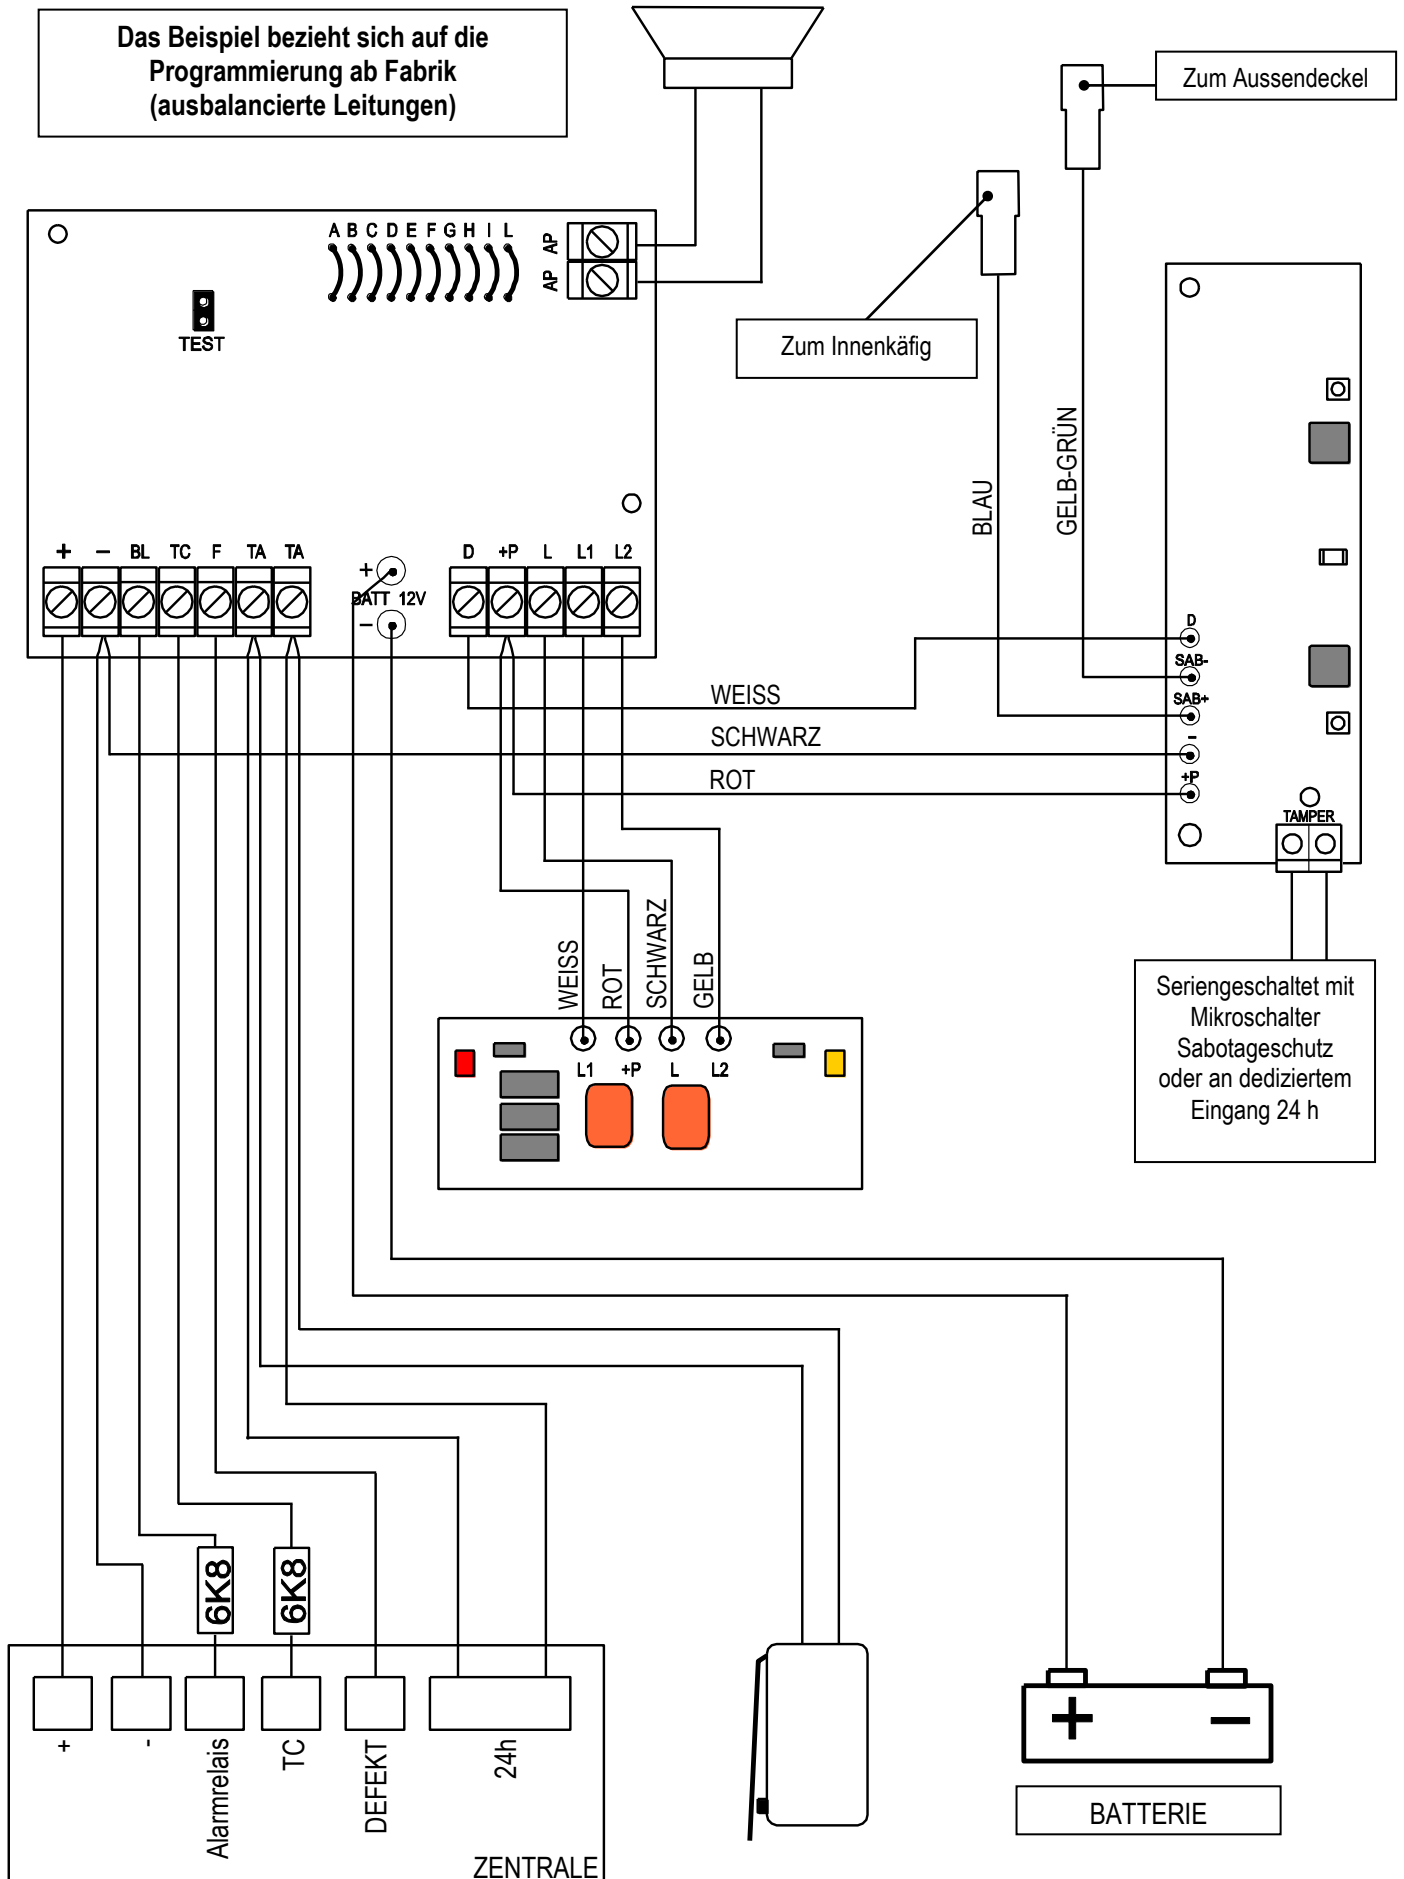 Das Beispiel bezieht sich auf die
Programmierung ab Fabrik
(ausbalancierte Leitungen)
Zum Aussendeckel
Zum Innenkäfig
A B C D E F G H I L
AP
AP
TEST
BLAU
GELB-GRÜN
+ - BL TC F TA TA
+
BATT 12V
-
D +P L L1 L2
D
SAB-
SAB+
-
+P
TAMPER
WEISS
SCHWARZ
ROT
WEISS
ROT
SCHWARZ
GELB
L1 +P L L2
Seriengeschaltet mit
Mikroschalter
Sabotageschutz
oder an dediziertem
Eingang 24 h
6K8
6K8
+
-
Alarmrelais
TC
DEFEKT
24h
ZENTRALE
+ -
BATTERIE